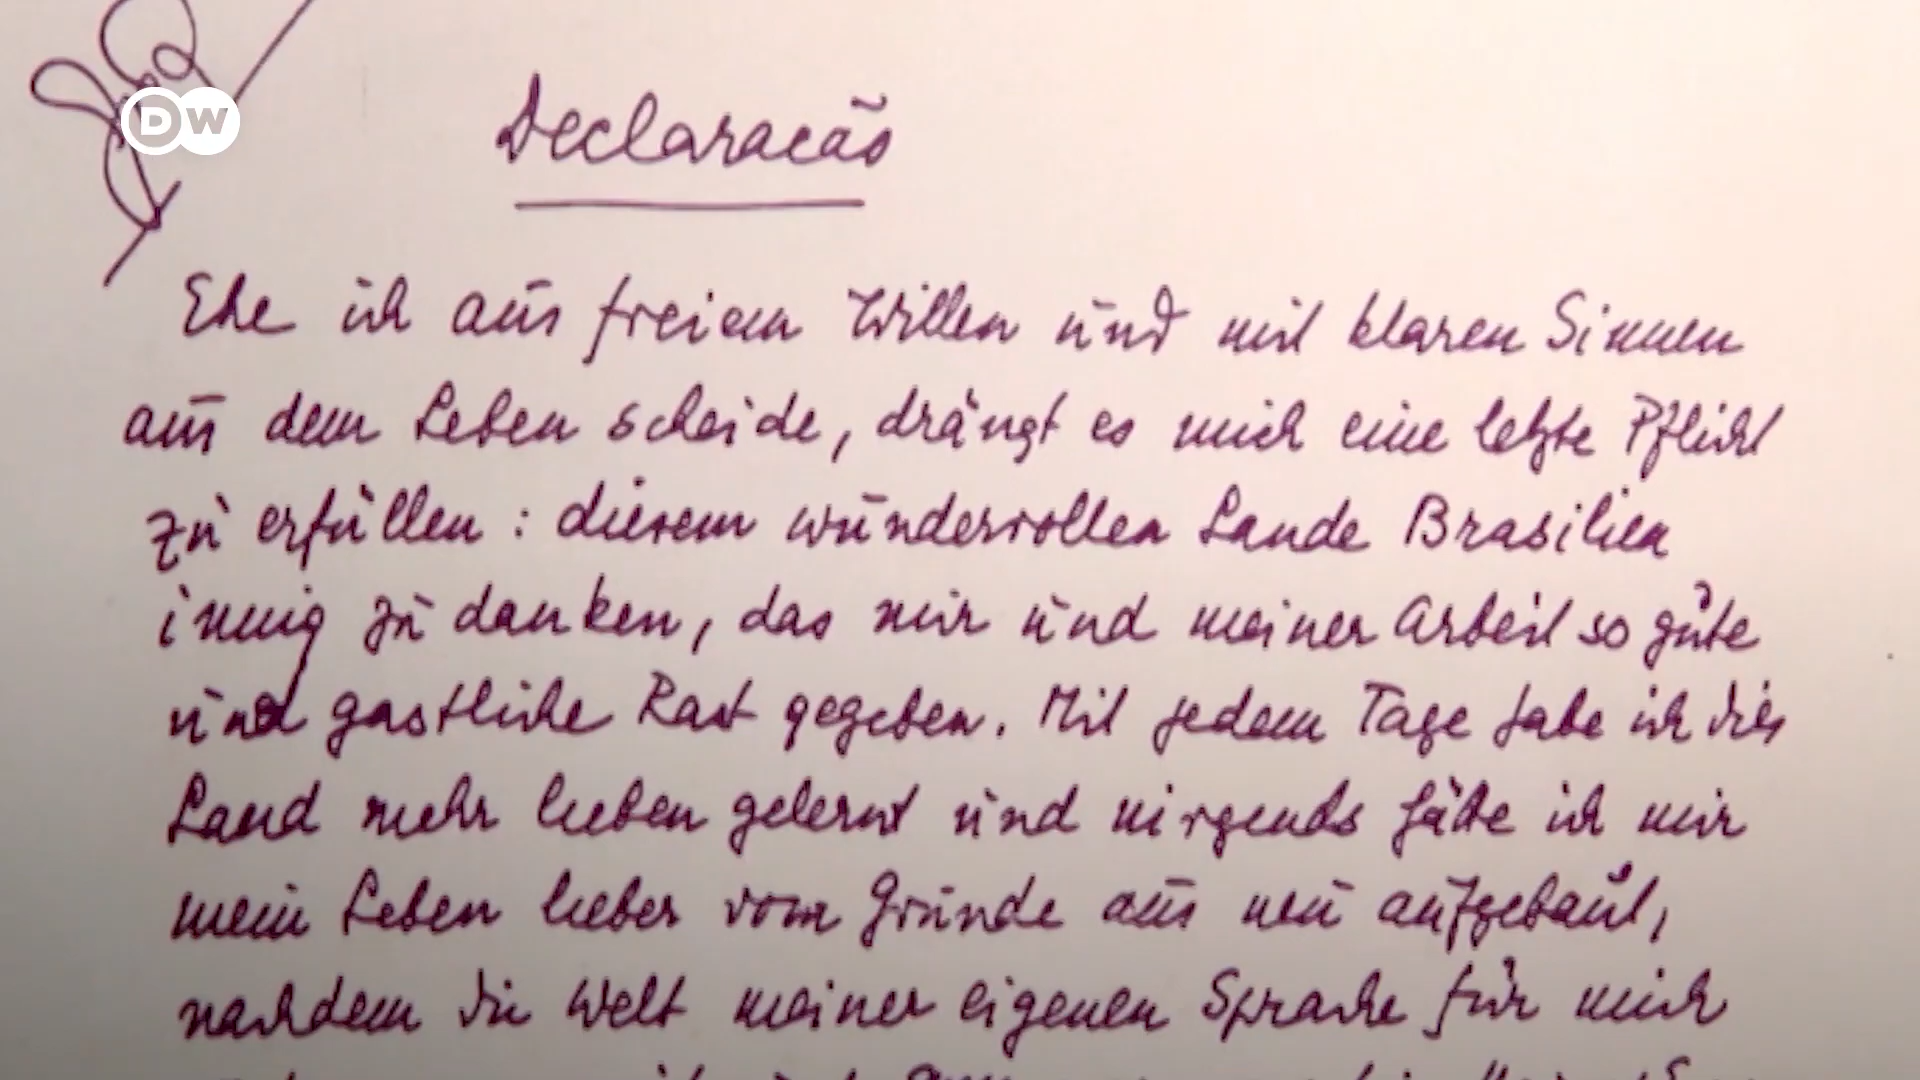 DW
Declaracão
Ehe ich aus freiem Willen und mit klaren Sinnen
aus dem Leben scheide, drängt es mich eine letzte Pflicht
zu erfüllen: diesem wundervollen Lande Brasilien
innig zu danken, das mir und meiner Arbeit so gute
und gastliche Rast gegeben. Mit jedem Tage habe ich dies
Land mehr lieben gelernt und nirgends hätte ich mir
mein Leben lieber vom Grunde aus neu aufgebaut,
nachdem die Welt meiner eigenen Sprache für mich